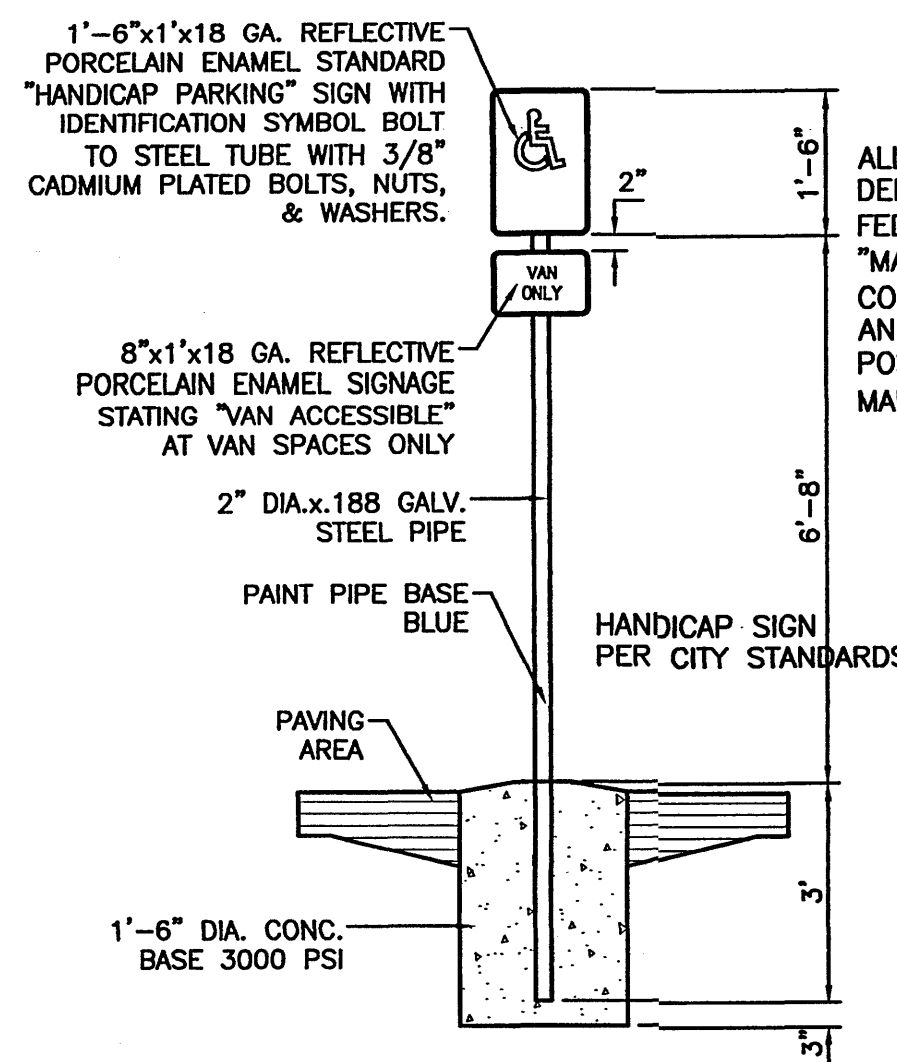 1'-6"x1'x18 GA. REFLECTIVE
PORCELAIN ENAMEL STANDARD
"HANDICAP PARKING" SIGN WITH
IDENTIFICATION SYMBOL BOLT
TO STEEL TUBE WITH 3/8"
CADMIUM PLATED BOLTS, NUTS,
& WASHERS.
2"
1'-6"
VAN
ONLY
8"x1'x18 GA. REFLECTIVE
PORCELAIN ENAMEL SIGNAGE
STATING "VAN ACCESSIBLE"
AT VAN SPACES ONLY
2" DIA.x.188 GALV.
STEEL PIPE
6'-8"
PAINT PIPE BASE
BLUE
HANDICAP SIGN
PER CITY STANDARDS
PAVING
AREA
1'-6" DIA. CONC.
BASE 3000 PSI
3'
3"
"MA
CO
AN